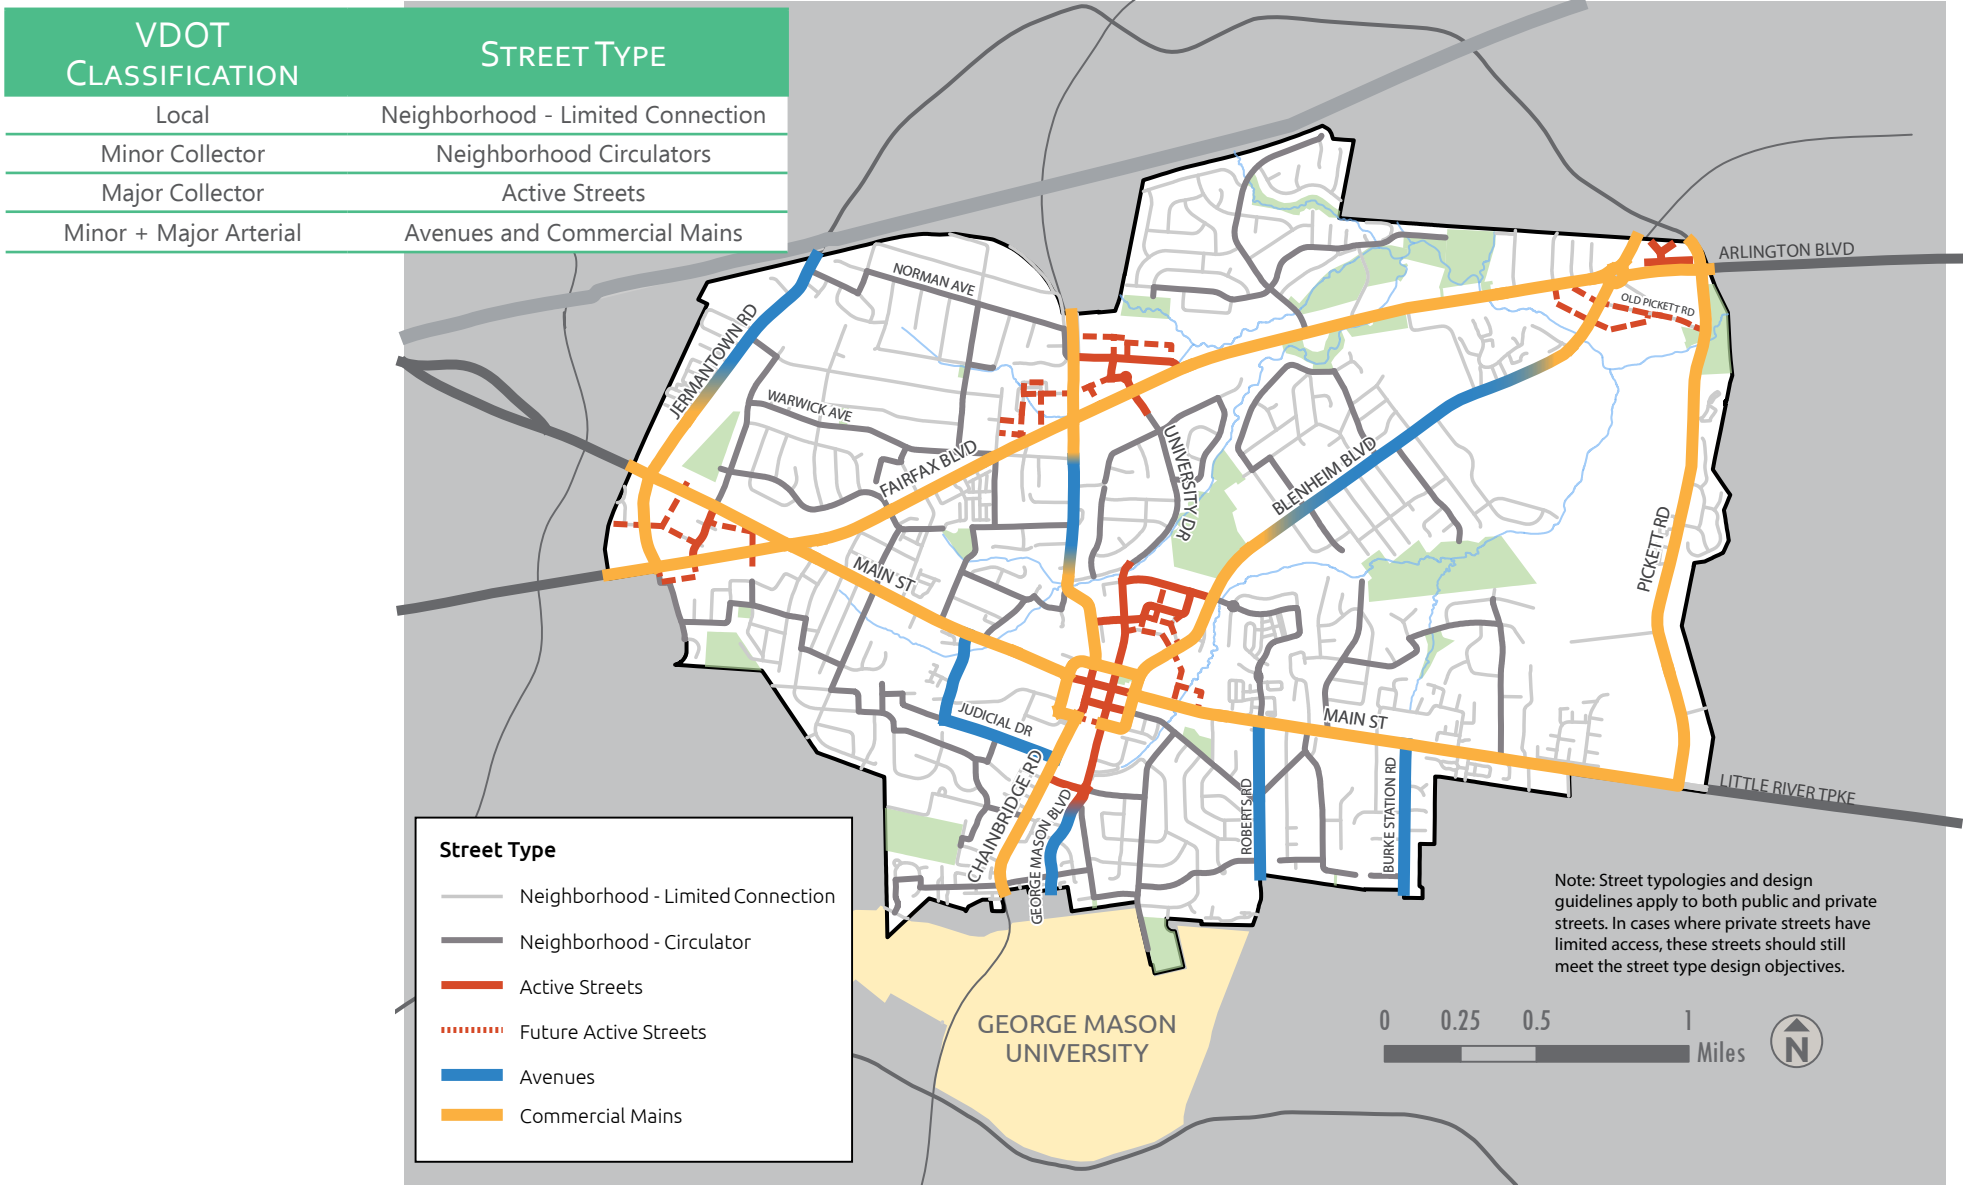 VDOT
CLASSIFICATION
STREET TYPE
Local
Neighborhood - Limited Connection
Minor Collector
Neighborhood Circulators
Major Collector
Active Streets
Minor + Major Arterial
Avenues and Commercial Mains
NORMAN AVE
ARLINGTON BLVD
OLD PICKETT RD
JERMANTOWN RD
WARWICK AVE
FAIRFAX BLVD
UNIVERSITY DR
BLENHEIM BLVD
PICKETT RD
MAIN ST
JUDICIAL DR
MAIN ST
CHAINBRIDGE RD
GEORGE MASON BLVD
ROBERTS RD
BURKE STATION RD
LITTLE RIVER TPKE
Street Type
Neighborhood - Limited Connection
Neighborhood - Circulator
Active Streets
Future Active Streets
Avenues
Commercial Mains
GEORGE MASON
UNIVERSITY
Note: Street typologies and design
guidelines apply to both public and private
streets. In cases where private streets have
limited access, these streets should still
meet the street type design objectives.
0 0.25 0.5 1
Miles
N